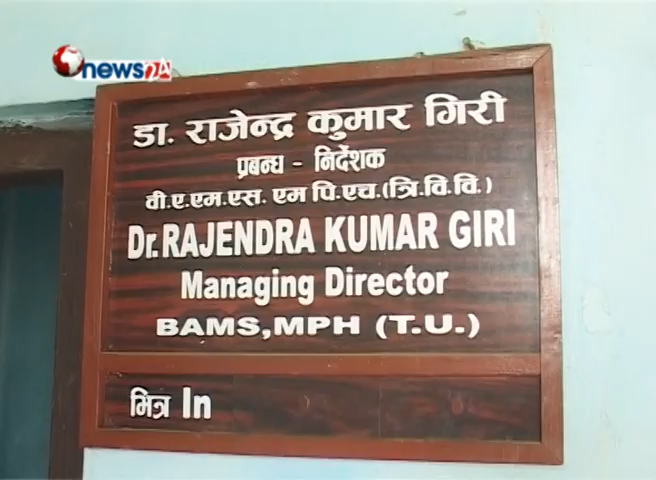 news24
डा. राजेन्द्र कुमार गिरी
प्रबन्ध - निर्देशक
वी.ए.एम.एस. एम पि.एच.(त्रि.वि.वि.)
Dr.RAJENDRA KUMAR GIRI
Managing Director
BAMS,MPH (T.U.)
भित्र In